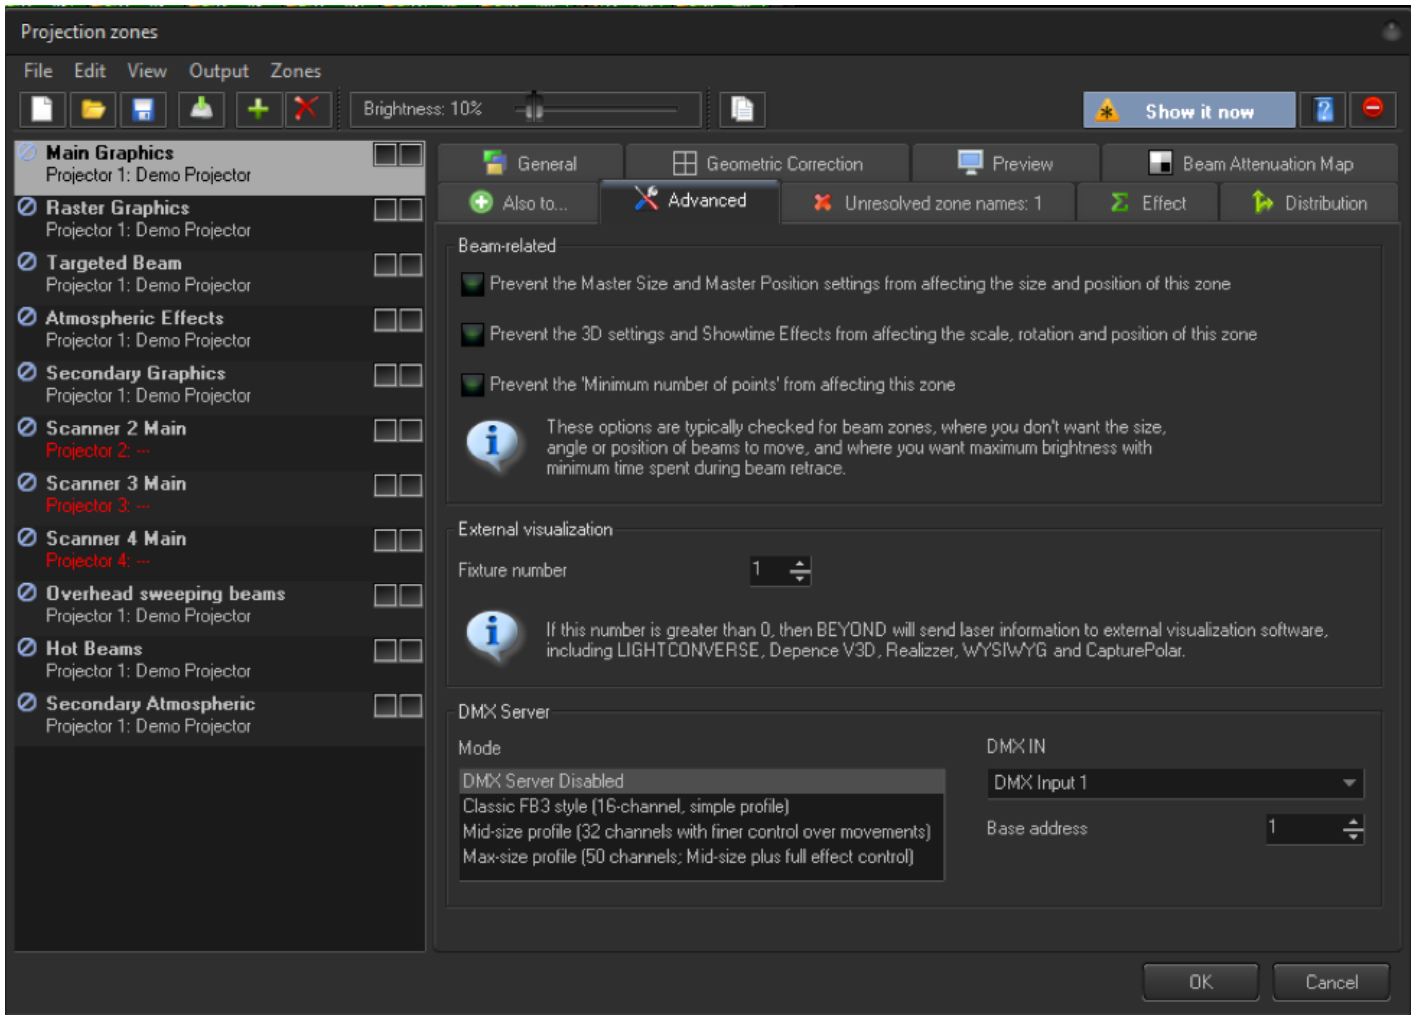 Projection zones
File Edit View Output Zones
Brightness: 10%
Show it now
Main Graphics
Projector 1: Demo Projector
Raster Graphics
Projector 1: Demo Projector
Targeted Beam
Projector 1: Demo Projector
Atmospheric Effects
Projector 1: Demo Projector
Secondary Graphics
Projector 1: Demo Projector
Scanner 2 Main
Projector 2: ---
Scanner 3 Main
Projector 3: ---
Scanner 4 Main
Projector 4: ---
Overhead sweeping beams
Projector 1: Demo Projector
Hot Beams
Projector 1: Demo Projector
Secondary Atmospheric
Projector 1: Demo Projector
General Geometric Correction Preview Beam Attenuation Map
Also to... Advanced Unresolved zone names: 1 Effect Distribution
Beam-related
Prevent the Master Size and Master Position settings from affecting the size and position of this zone
Prevent the 3D settings and Showtime Effects from affecting the scale, rotation and position of this zone
Prevent the 'Minimum number of points' from affecting this zone
These options are typically checked for beam zones, where you don't want the size,
angle or position of beams to move, and where you want maximum brightness with
minimum time spent during beam retrace.
External visualization
Fixture number 1
If this number is greater than 0, then BEYOND will send laser information to external visualization software,
including LIGHTCONVERSE, Depence V3D, Realizzer, WYSIWYG and CapturePolar.
DMX Server
Mode
DMX Server Disabled
Classic FB3 style (16-channel, simple profile)
Mid-size profile (32 channels with finer control over movements)
Max-size profile (50 channels; Mid-size plus full effect control)
DMX IN
DMX Input 1
Base address 1
OK Cancel